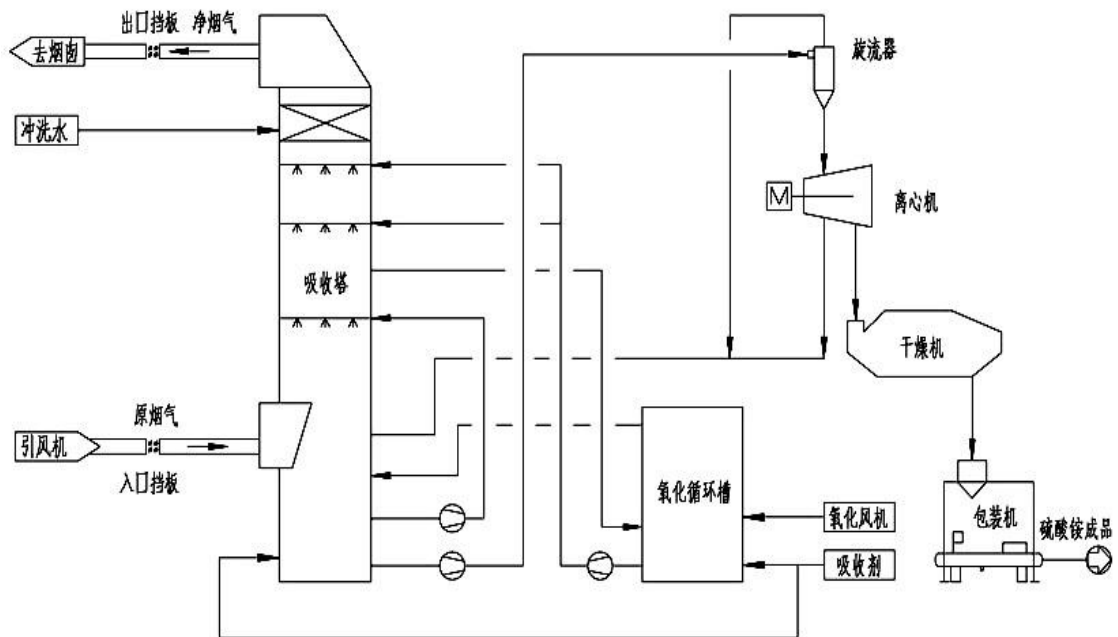 出口挡板 净烟气
去烟囱
旋流器
冲洗水
M
离心机
吸收塔
干燥机
原烟气
引风机
入口挡板
氧化循环槽
氧化风机
包装机
硫酸铵成品
吸收剂